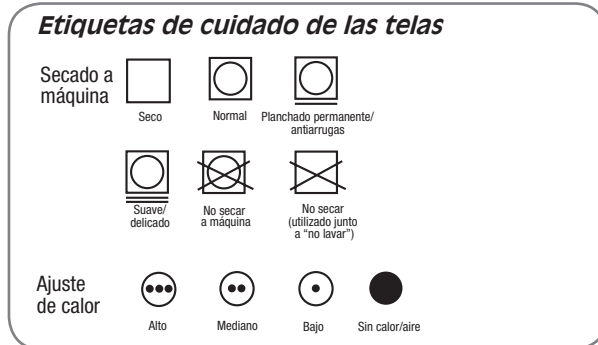 Etiquetas de cuidado de las telas
Secado a
máquina
Seco
Normal
Planchado permanente/
antiarrugas
Suave/
delicado
No secar
a máquina
No secar
(utilizado junto
a “no lavar”)
Ajuste
de calor
Alto
Mediano
Bajo
Sin calor/aire